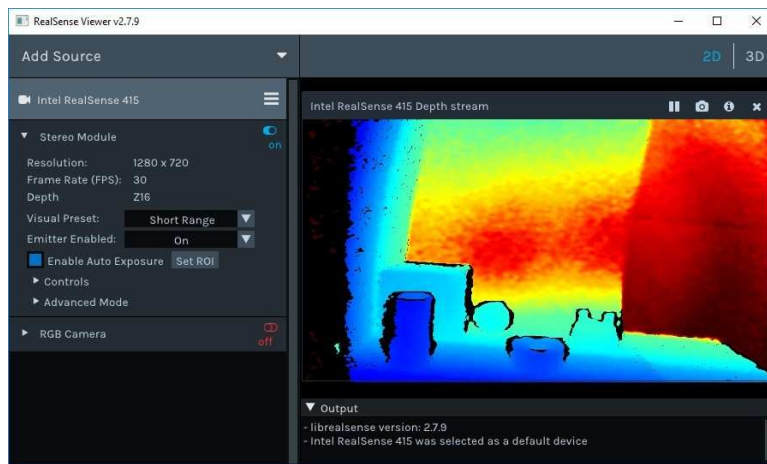 RealSense Viewer v2.7.9
Add Source
2D
3D
Intel RealSense 415
Stereo Module
on
Resolution: 1280 x 720
Frame Rate (FPS): 30
Depth Z16
Visual Preset: Short Range
Emitter Enabled: On
Enable Auto Exposure Set ROI
Controls
Advanced Mode
RGB Camera
off
Intel RealSense 415 Depth stream
Output
- librealsense version: 2.7.9
- Intel RealSense 415 was selected as a default device